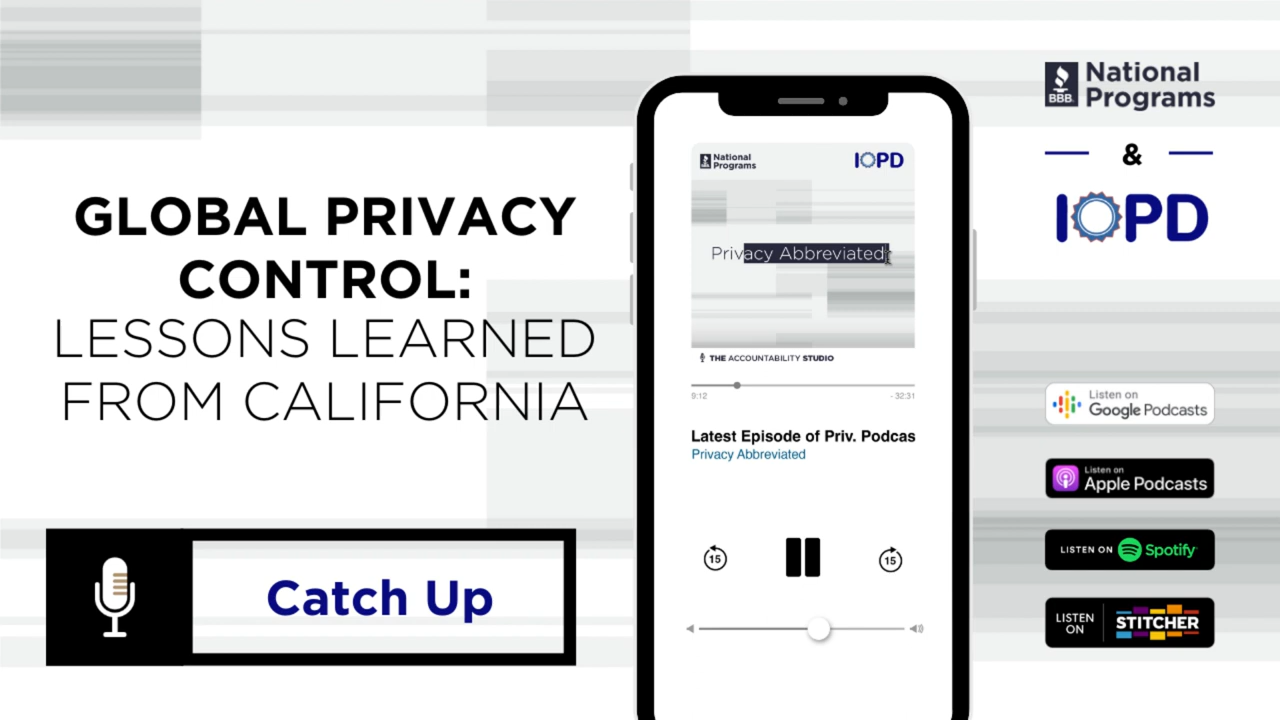 GLOBAL PRIVACY
CONTROL:
LESSONS LEARNED
FROM CALIFORNIA
Catch Up
National
Programs
IOPD
Privacy Abbreviated
THE ACCOUNTABILITY STUDIO
9:12
- 32:31
Latest Episode of Priv. Podcas
Privacy Abbreviated
15
15
BBB
National
Programs
&
IOPD
Listen on
Google Podcasts
Listen on
Apple Podcasts
LISTEN ON Spotify
LISTEN
ON
STITCHER